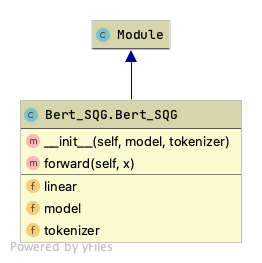 c Module
c Bert_SQG.Bert_SQG
m __init__(self, model, tokenizer)
m forward(self, x)
f linear
f model
f tokenizer
Powered by yFiles